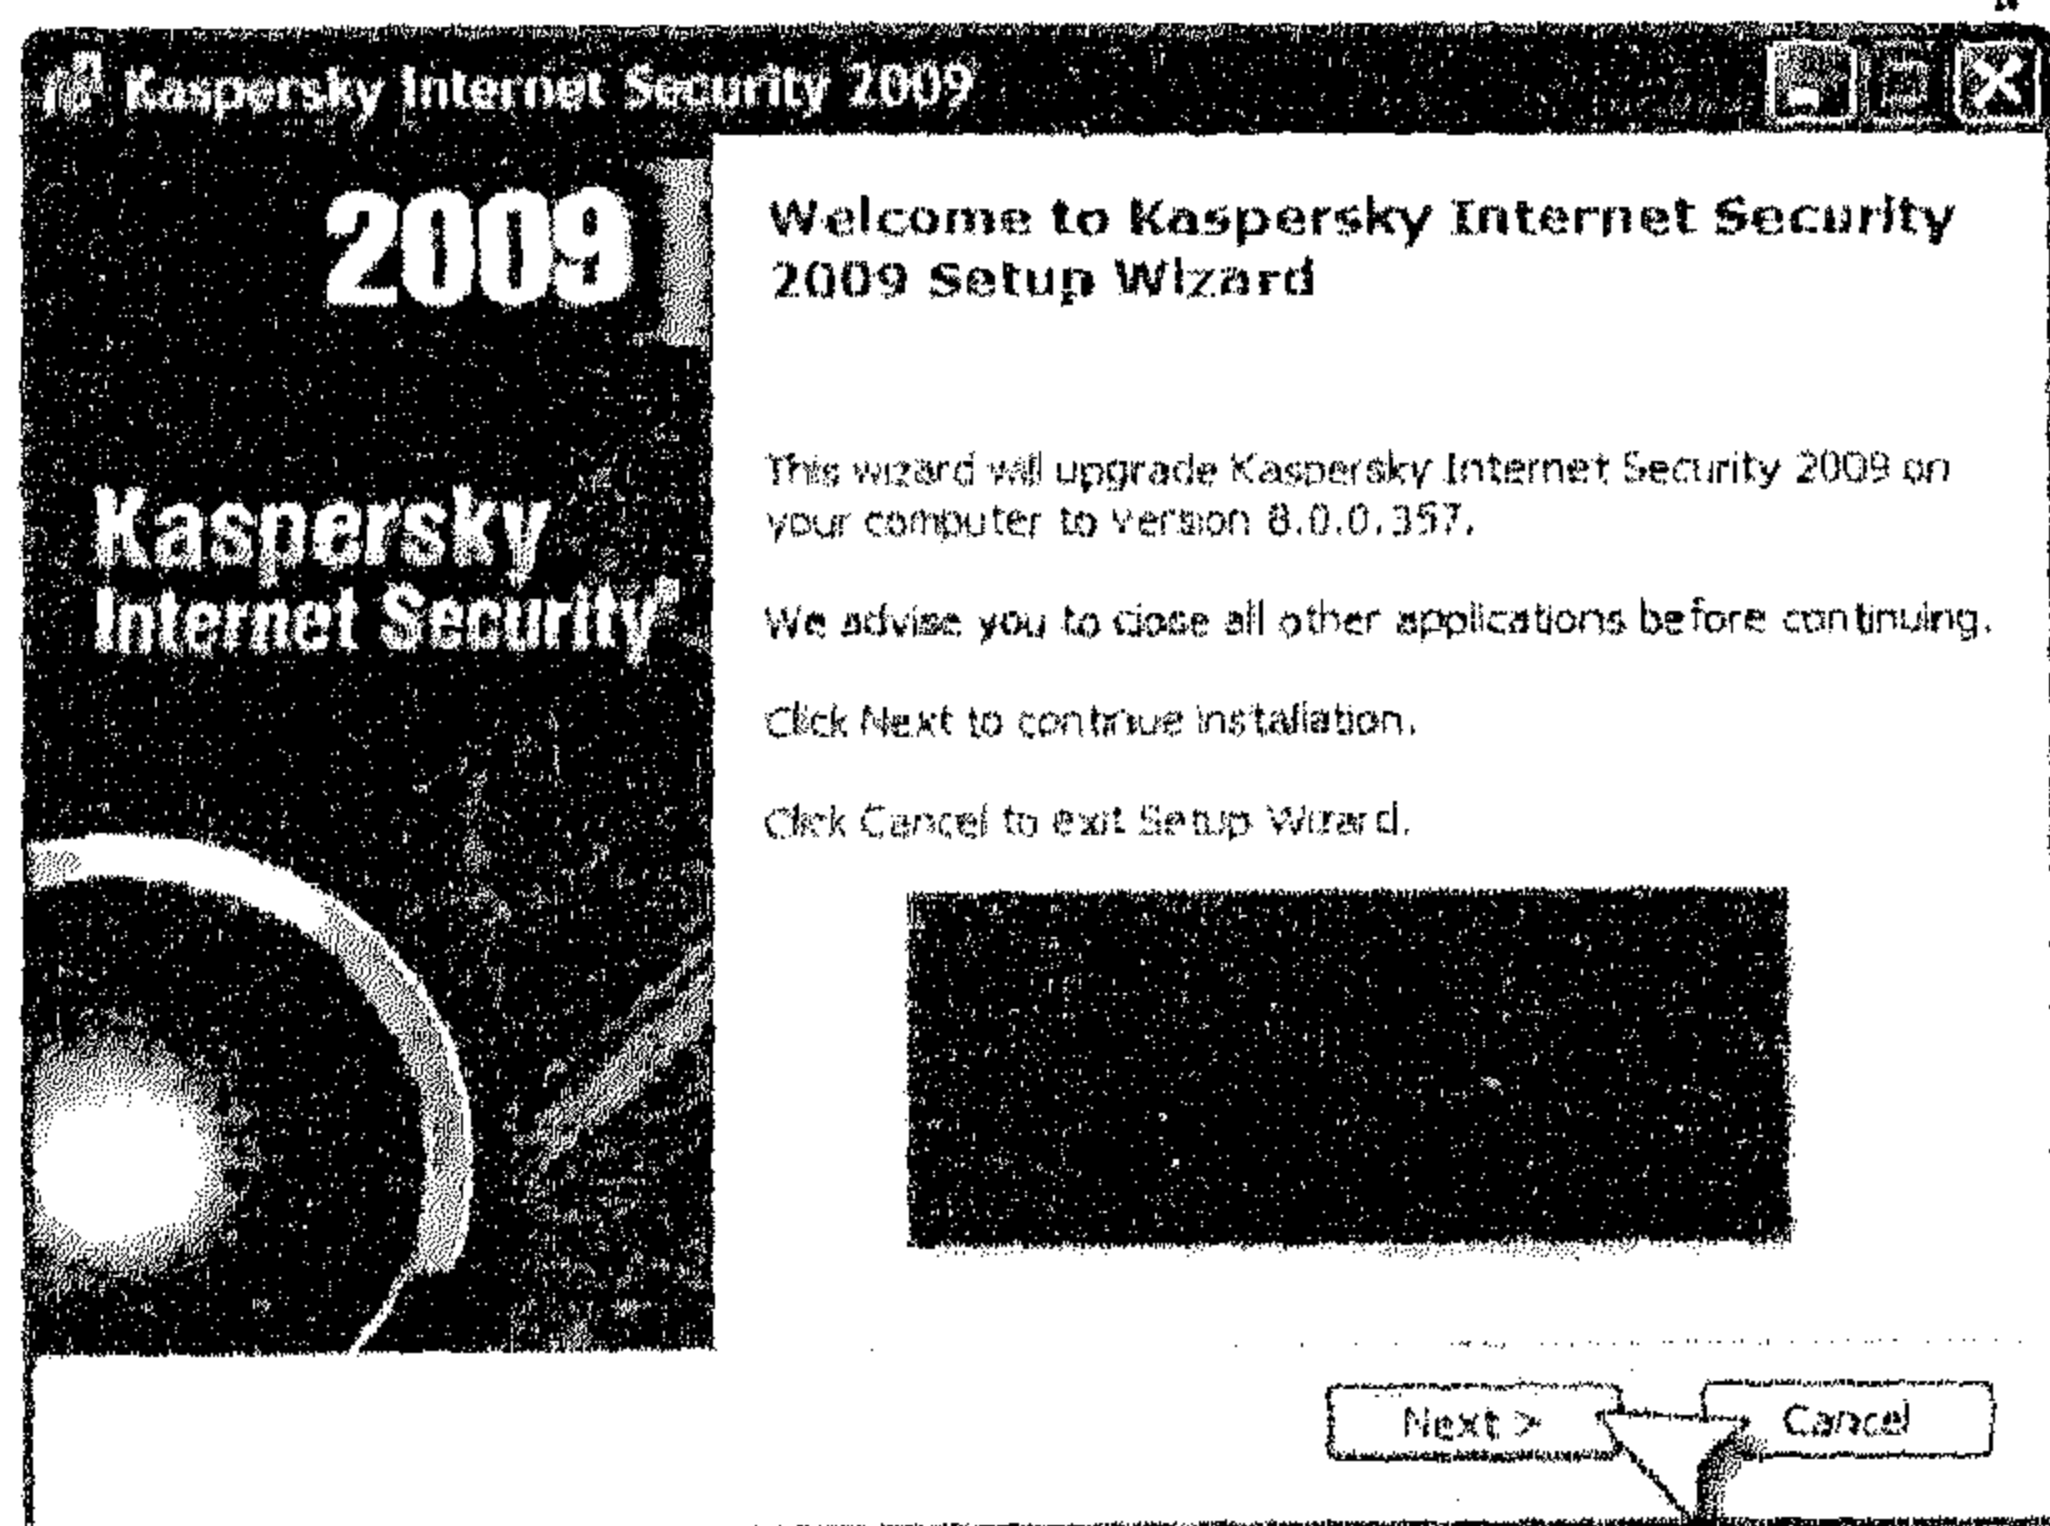 Kaspersky Internet Security 2009
2009
Kaspersky
Internet Security®
Welcome to Kaspersky Internet Security
2009 Setup Wizard
This wizard will upgrade Kaspersky Internet Security 2009 on
your computer to version 8.0.0.357.
We advise you to close all other applications before continuing.
Click Next to continue installation.
Click Cancel to exit Setup Wizard.
Next >
Cancel